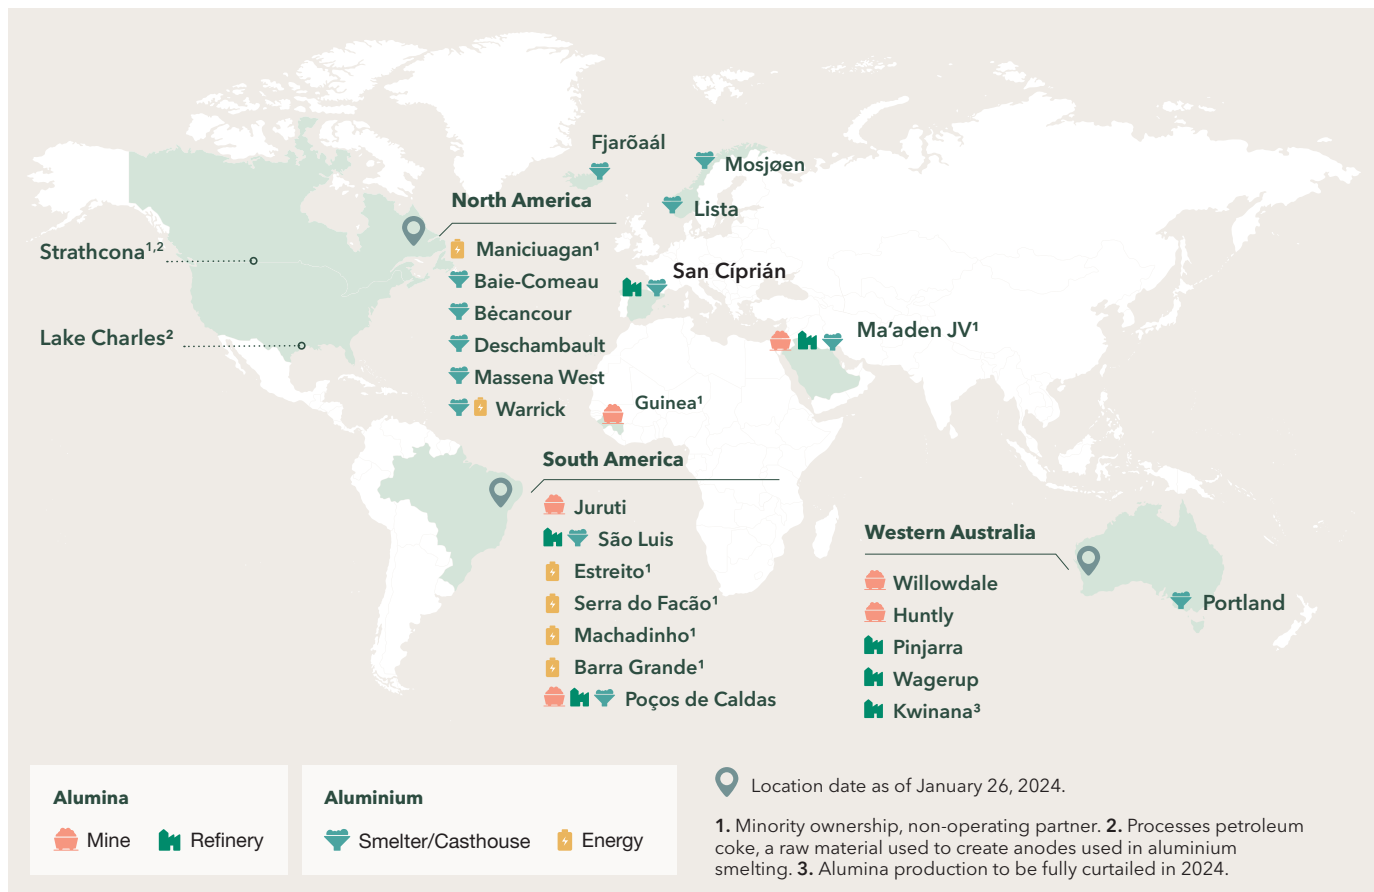 Fjarõaál
Mosjøen
Lista
North America
Maniciuagan¹
Baie-Comeau
Bėcancour
Deschambault
Massena West
Warrick
Strathcona¹,²
Lake Charles²
San Cíprián
Ma’aden JV¹
Guinea¹
South America
Juruti
São Luis
Estreito¹
Serra do Facão¹
Machadinho¹
Barra Grande¹
Poços de Caldas
Western Australia
Willowdale
Huntly
Pinjarra
Wagerup
Kwinana³
Portland
Alumina
Mine
Refinery
Aluminium
Smelter/Casthouse
Energy
Location date as of January 26, 2024.
1. Minority ownership, non-operating partner. 2. Processes petroleum
coke, a raw material used to create anodes used in aluminium
smelting. 3. Alumina production to be fully curtailed in 2024.